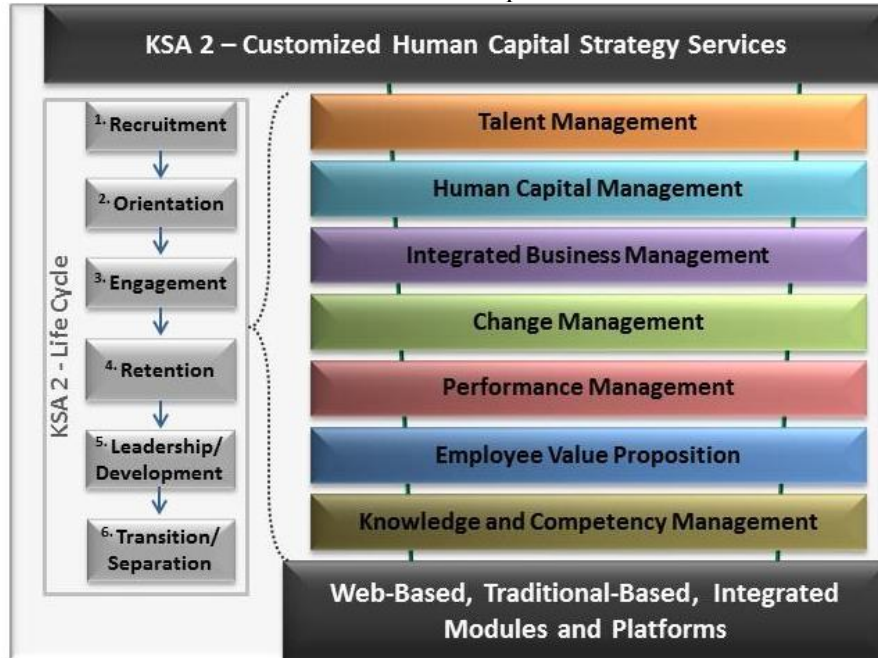 KSA 2 – Customized Human Capital Strategy Services
KSA 2 - Life Cycle
1. Recruitment
2. Orientation
3. Engagement
4. Retention
5. Leadership/
Development
6. Transition/
Separation
Talent Management
Human Capital Management
Integrated Business Management
Change Management
Performance Management
Employee Value Proposition
Knowledge and Competency Management
Web-Based, Traditional-Based, Integrated
Modules and Platforms